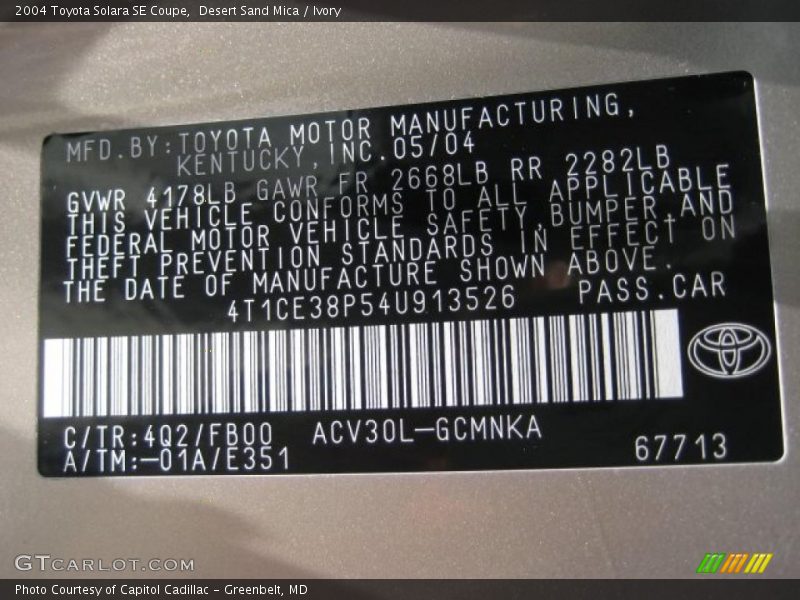 2004 Toyota Solara SE Coupe,  Desert Sand Mica / Ivory
MFD.BY:TOYOTA MOTOR MANUFACTURING,
KENTUCKY,INC.05/04
GVWR 4178LB GAWR FR 2668LB RR 2282LB
THIS VEHICLE CONFORMS TO ALL APPLICABLE
FEDERAL MOTOR VEHICLE SAFETY,BUMPER,AND
THEFT PREVENTION STANDARDS IN EFFECT ON
THE DATE OF MANUFACTURE SHOWN ABOVE.
4T1CE38P54U913526 PASS.CAR
C/TR:4Q2/FB00 ACV30L-GCMNKA
A/TM:-01A/E351 67713
GTCARLOT.COM
Photo Courtesy of Capitol Cadillac - Greenbelt, MD